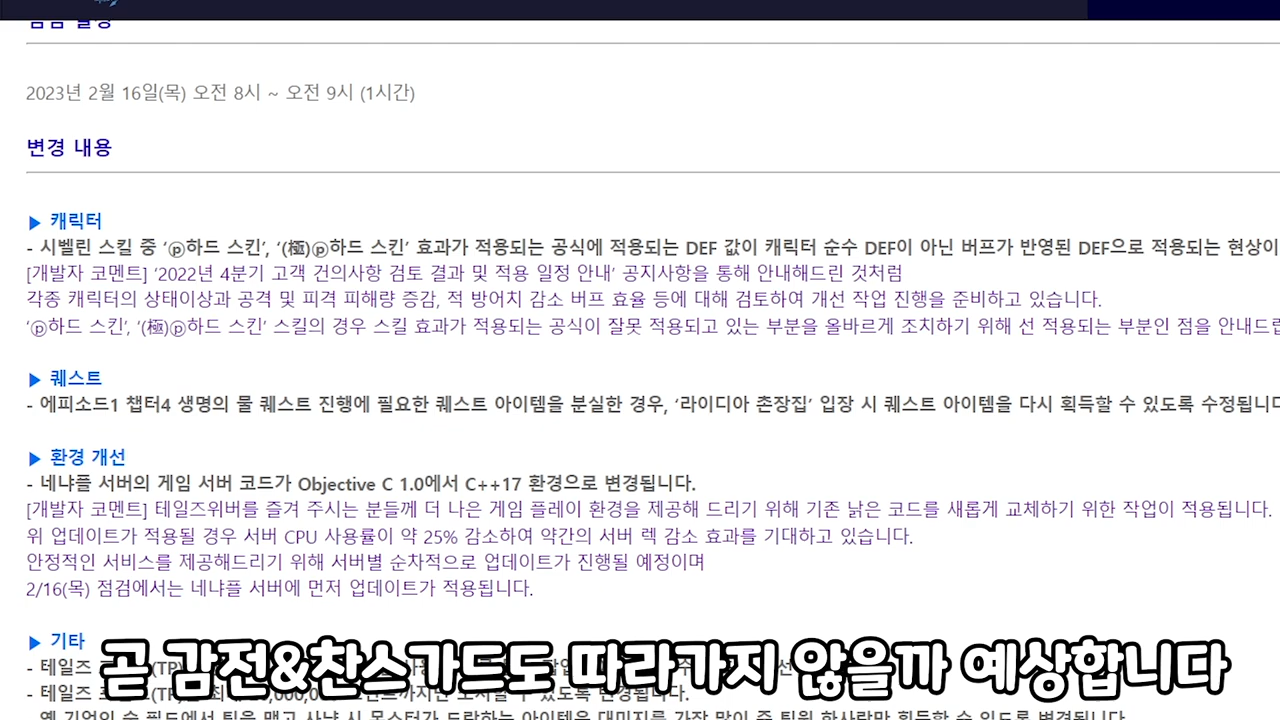 점검 일정
2023년 2월 16일(목) 오전 8시 ~ 오전 9시 (1시간)
변경 내용
▶ 캐릭터
- 시벨린 스킬 중 ‘ⓟ하드 스킨’, ‘(極)ⓟ하드 스킨’ 효과가 적용되는 공식에 적용되는 DEF 값이 캐릭터 순수 DEF이 아닌 버프가 반영된 DEF으로 적용되는 현상이
[개발자 코멘트] ‘2022년 4분기 고객 건의사항 검토 결과 및 적용 일정 안내’ 공지사항을 통해 안내해드린 것처럼
각종 캐릭터의 상태이상과 공격 및 피격 피해량 증감, 적 방어치 감소 버프 효율 등에 대해 검토하여 개선 작업 진행을 준비하고 있습니다.
‘ⓟ하드 스킨’, ‘(極)ⓟ하드 스킨’ 스킬의 경우 스킬 효과가 적용되는 공식이 잘못 적용되고 있는 부분을 올바르게 조치하기 위해 선 적용되는 부분인 점을
▶ 퀘스트
- 에피소드1 챕터4 생명의 물 퀘스트 진행에 필요한 퀘스트 아이템을 분실한 경우, ‘라이디아 촌장집’ 입장 시 퀘스트 아이템을 다시 획득할 수 있도록
▶ 환경 개선
- 네냐플 서버의 게임 서버 코드가 Objective C 1.0에서 C++17 환경으로 변경됩니다.
[개발자 코멘트] 테일즈위버를 즐겨 주시는 분들께 더 나은 게임 플레이 환경을 제공해 드리기 위해 기존 낡은 코드를 새롭게 교체하기 위한 작업이 적용됩니다.
위 업데이트가 적용될 경우 서버 CPU 사용률이 약 25% 감소하여 약간의 서버 렉 감소 효과를 기대하고 있습니다.
안정적인 서비스를 제공해드리기 위해 서버별 순차적으로 업데이트가 진행될 예정이며
2/16(목) 점검에서는 네냐플 서버에 먼저 업데이트가 적용됩니다.
▶ 기타
- 테일즈
곧 감전&찬스가드도 따라가지 않을까 예상합니다
- 테일즈 있도록 변경됩니다.